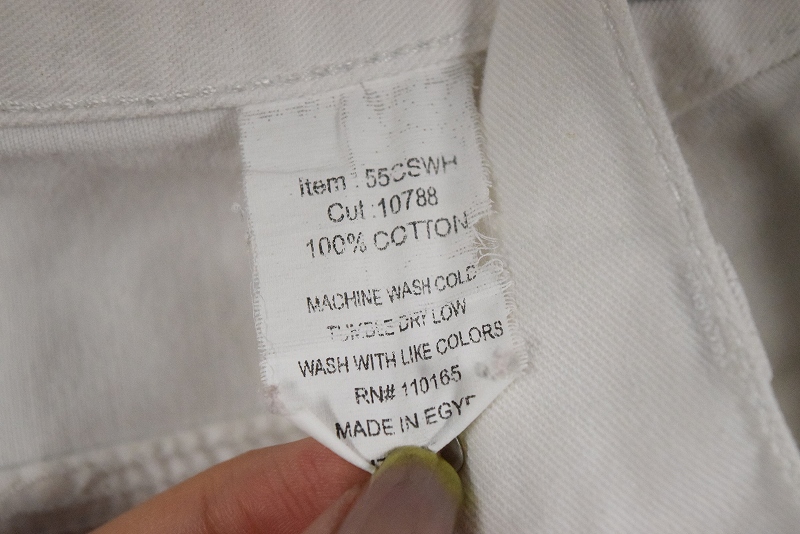 Item : 55CSWH
Cut :10788
100% COTTON
MACHINE WASH COLD
TUMBLE DRY LOW
WASH WITH LIKE COLORS
RN# 110165
MADE IN EGYP